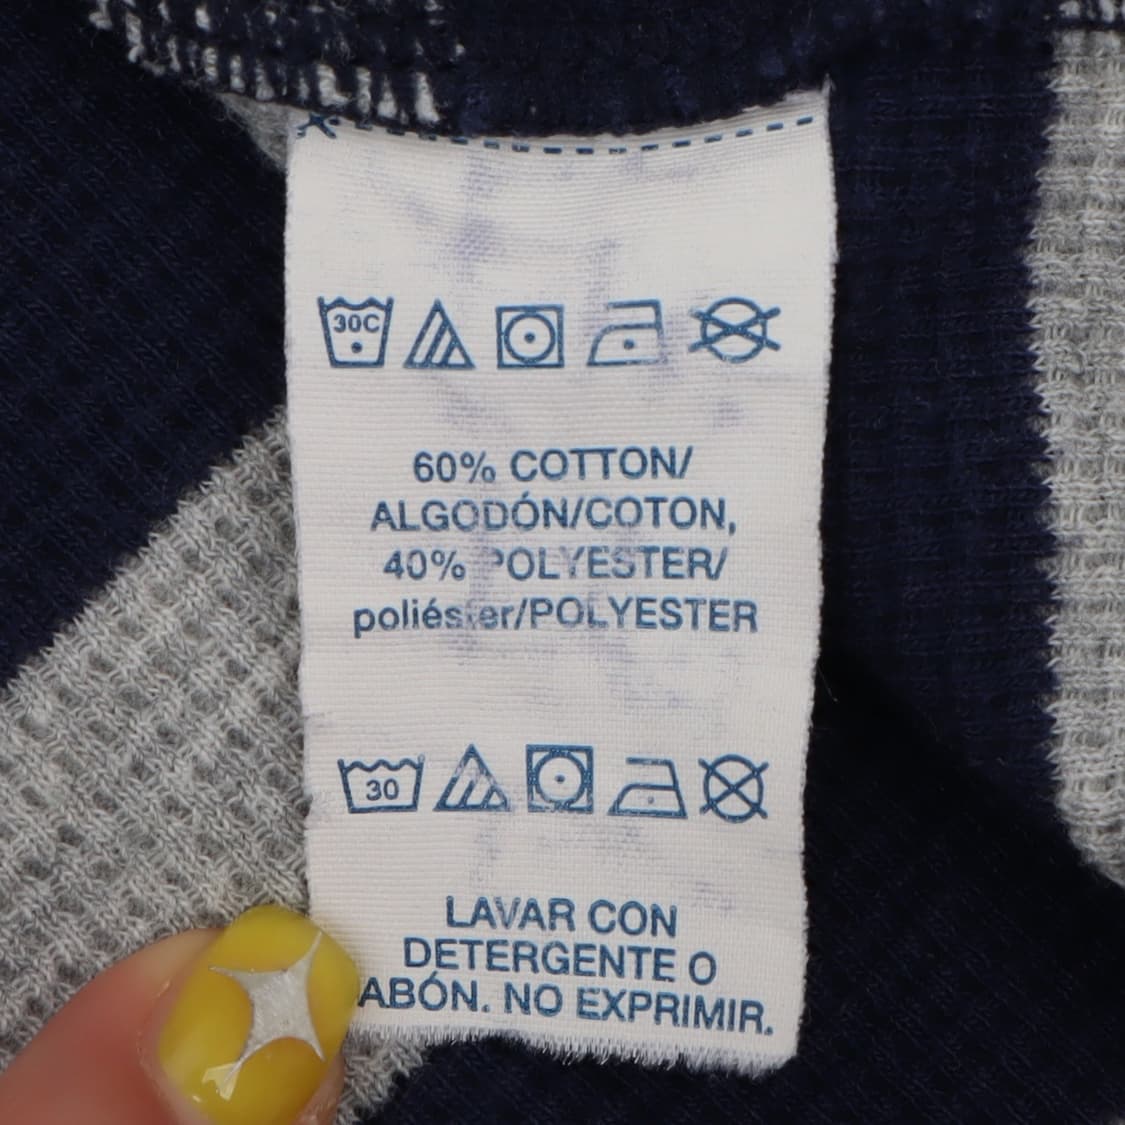 30C
60% COTTON/
ALGODÓN/COTON,
40% POLYESTER/
poliéster/POLYESTER
30
LAVAR CON
DETERGENTE O
ABÓN. NO EXPRIMIR.